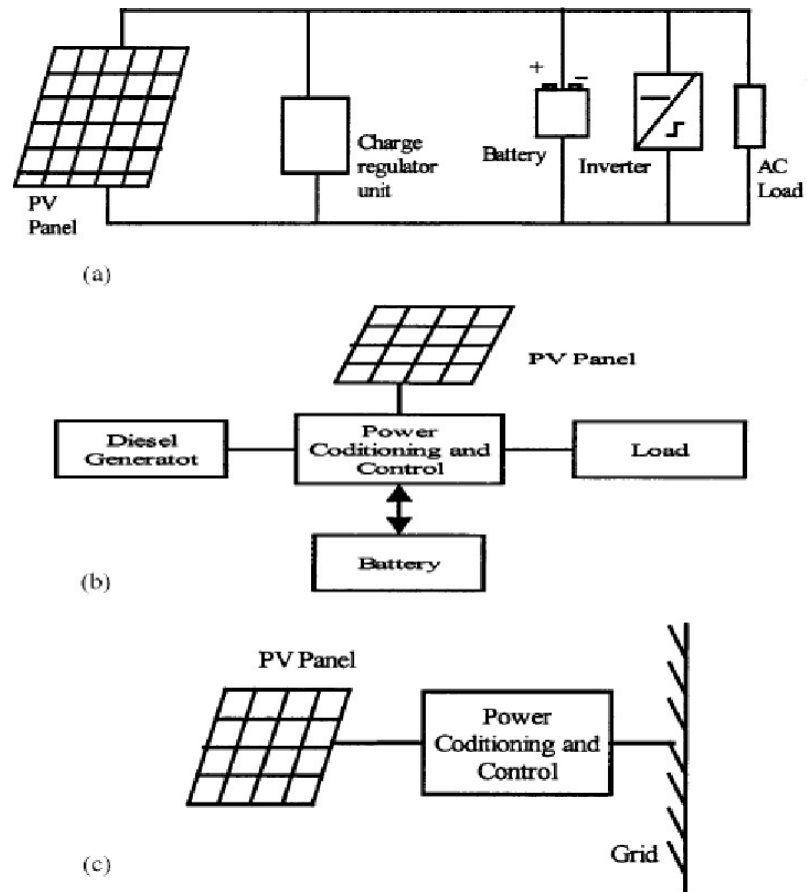 +
−
PV
Panel
Charge
regulator
unit
Battery
Inverter
AC
Load
(a)
PV Panel
Diesel
Generatot
Power
Coditioning and
Control
Load
Battery
(b)
PV Panel
Power
Coditioning and
Control
Grid
(c)